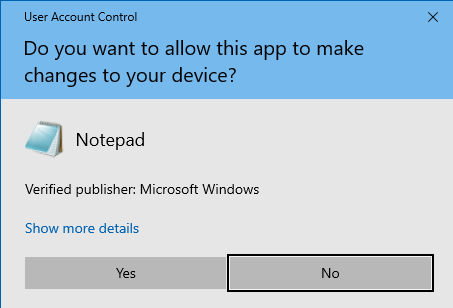 User Account Control
Do you want to allow this app to make
changes to your device?
Notepad
Verified publisher: Microsoft Windows
Show more details
Yes
No